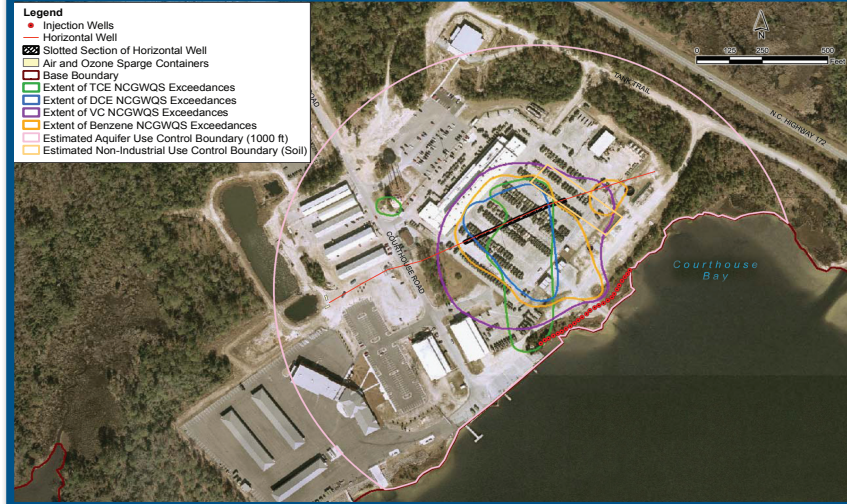 Legend
Injection Wells
Horizontal Well
Slotted Section of Horizontal Well
Air and Ozone Sparge Containers
Base Boundary
Extent of TCE NCGWQS Exceedances
Extent of DCE NCGWQS Exceedances
Extent of VC NCGWQS Exceedances
Extent of Benzene NCGWQS Exceedances
Estimated Aquifer Use Control Boundary (1000 ft)
Estimated Non-Industrial Use Control Boundary (Soil)
N
0 125 250 500
Feet
ROAD
TANK TRAIL
N.C. HIGHWAY 172
COURTHOUSE ROAD
Courthouse
Bay